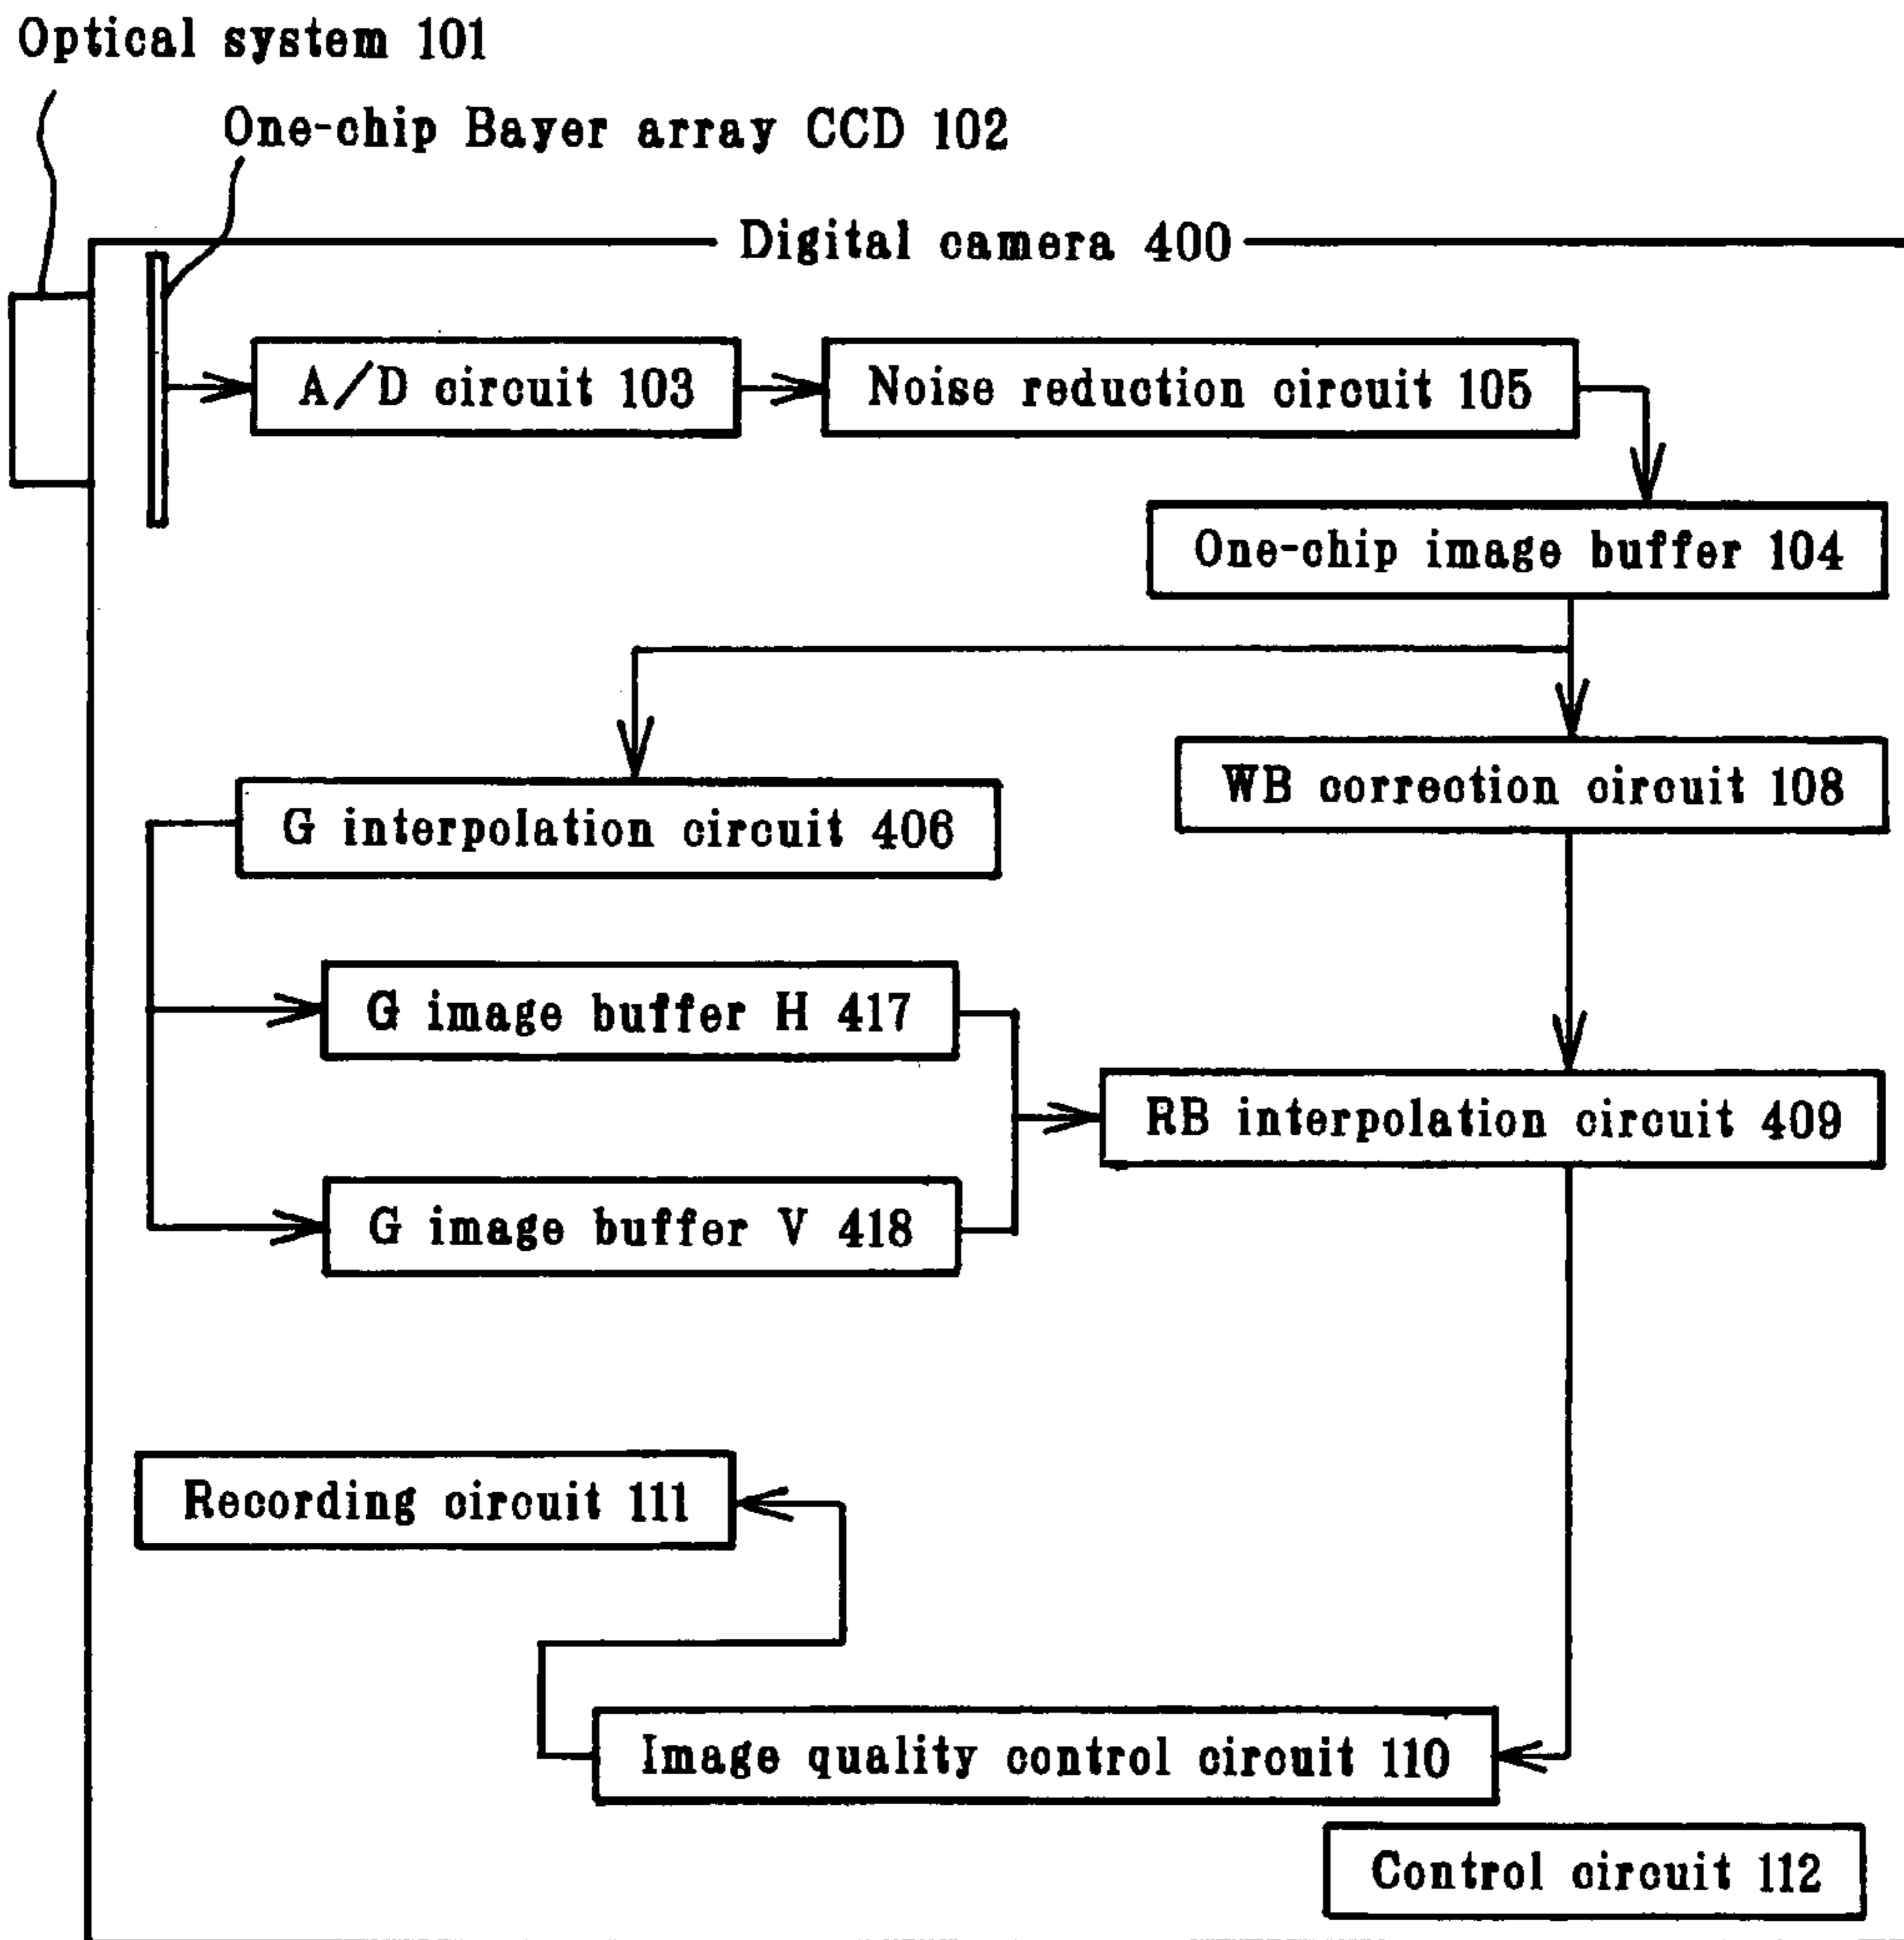 Optical system 101
One-chip Bayer array CCD 102
Digital camera 400
A/D circuit 103
Noise reduction circuit 105
One-chip image buffer 104
WB correction circuit 108
G interpolation circuit 406
G image buffer H 417
RB interpolation circuit 409
G image buffer V 418
Recording circuit 111
Image quality control circuit 110
Control circuit 112